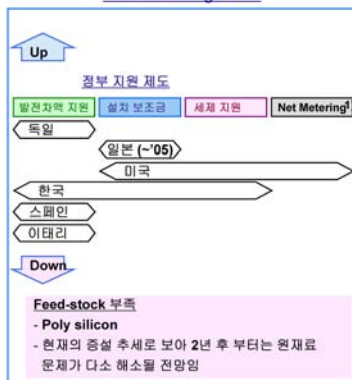 Up
정부 지원 제도
발전차액 지원 설치 보조금 세제 지원 Net Metering¹
독일
일본 (~'05)
미국
한국
스페인
이태리
Down
Feed-stock 부족
- Poly silicon
- 현재의 증설 추세로 보아 2년 후 부터는 원재료
문제가 다소 해소될 전망임